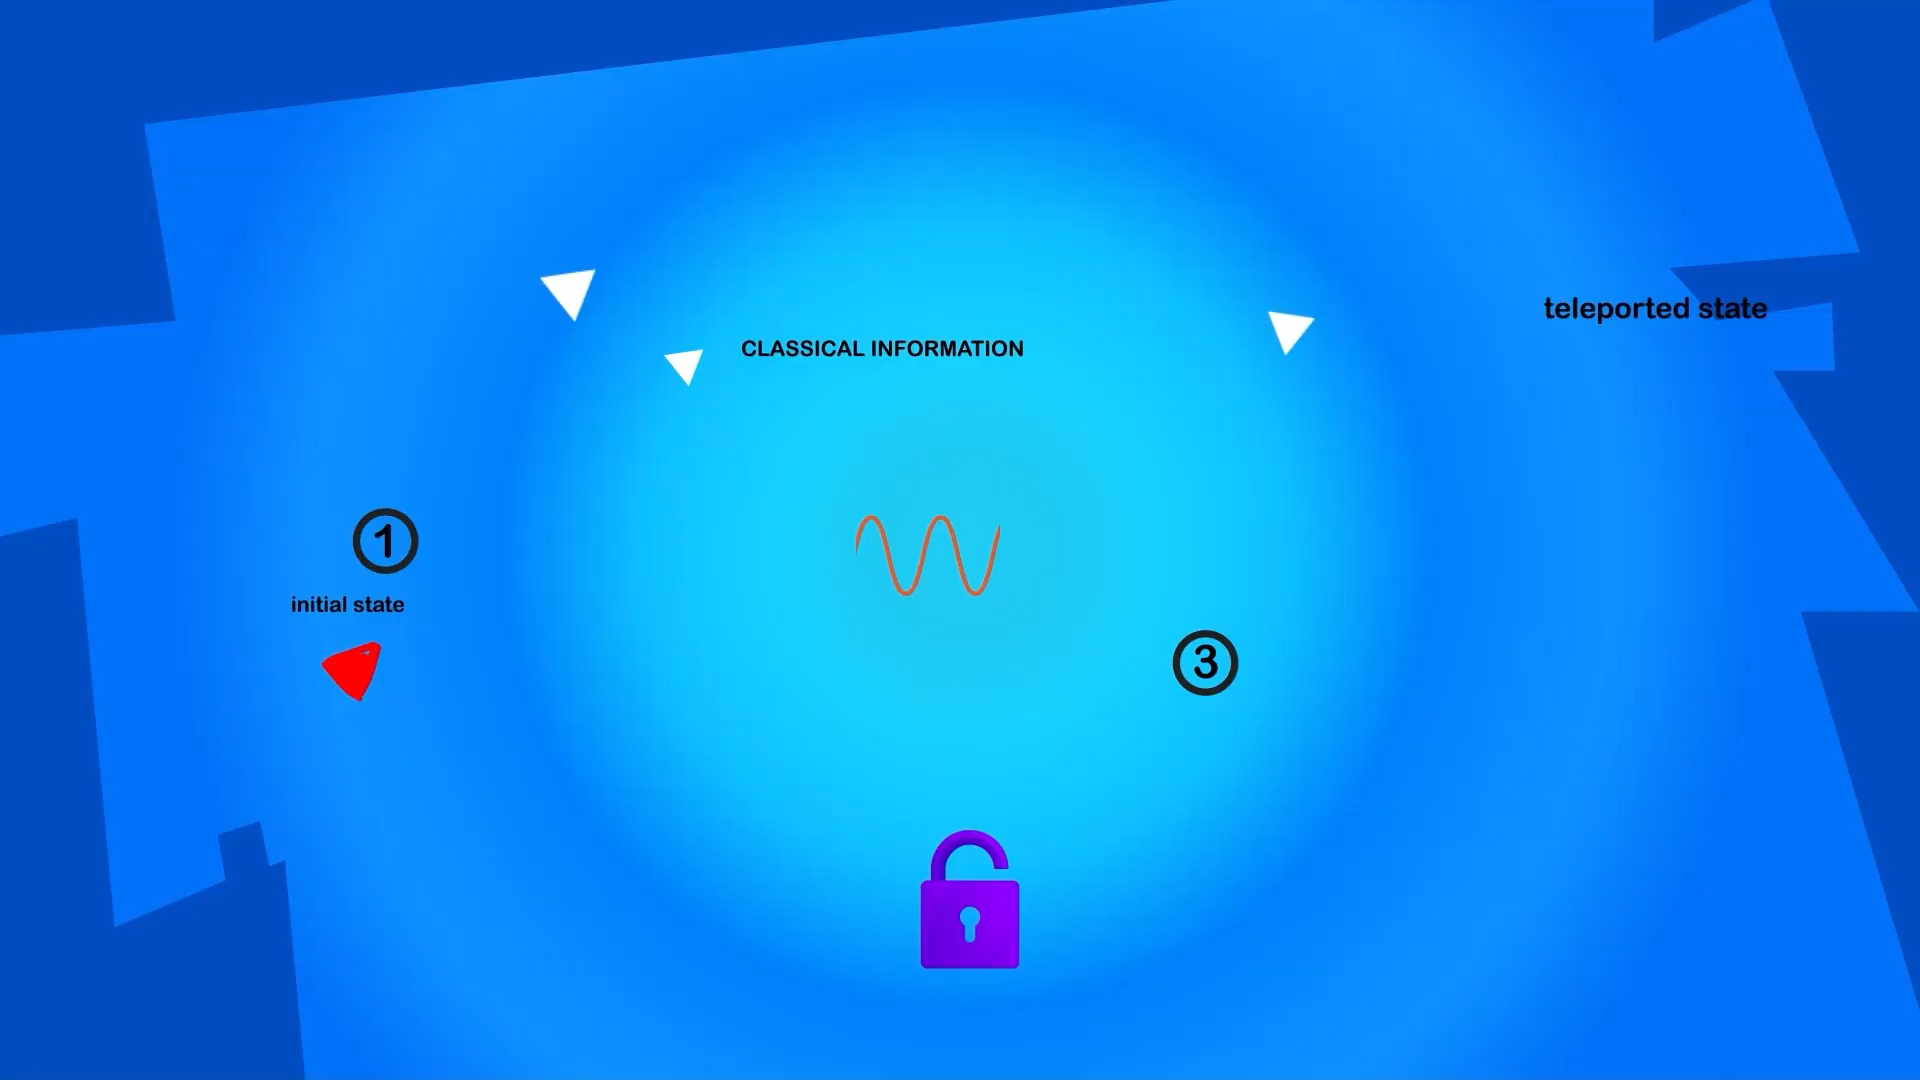 teleported state
CLASSICAL INFORMATION
1
initial state
3